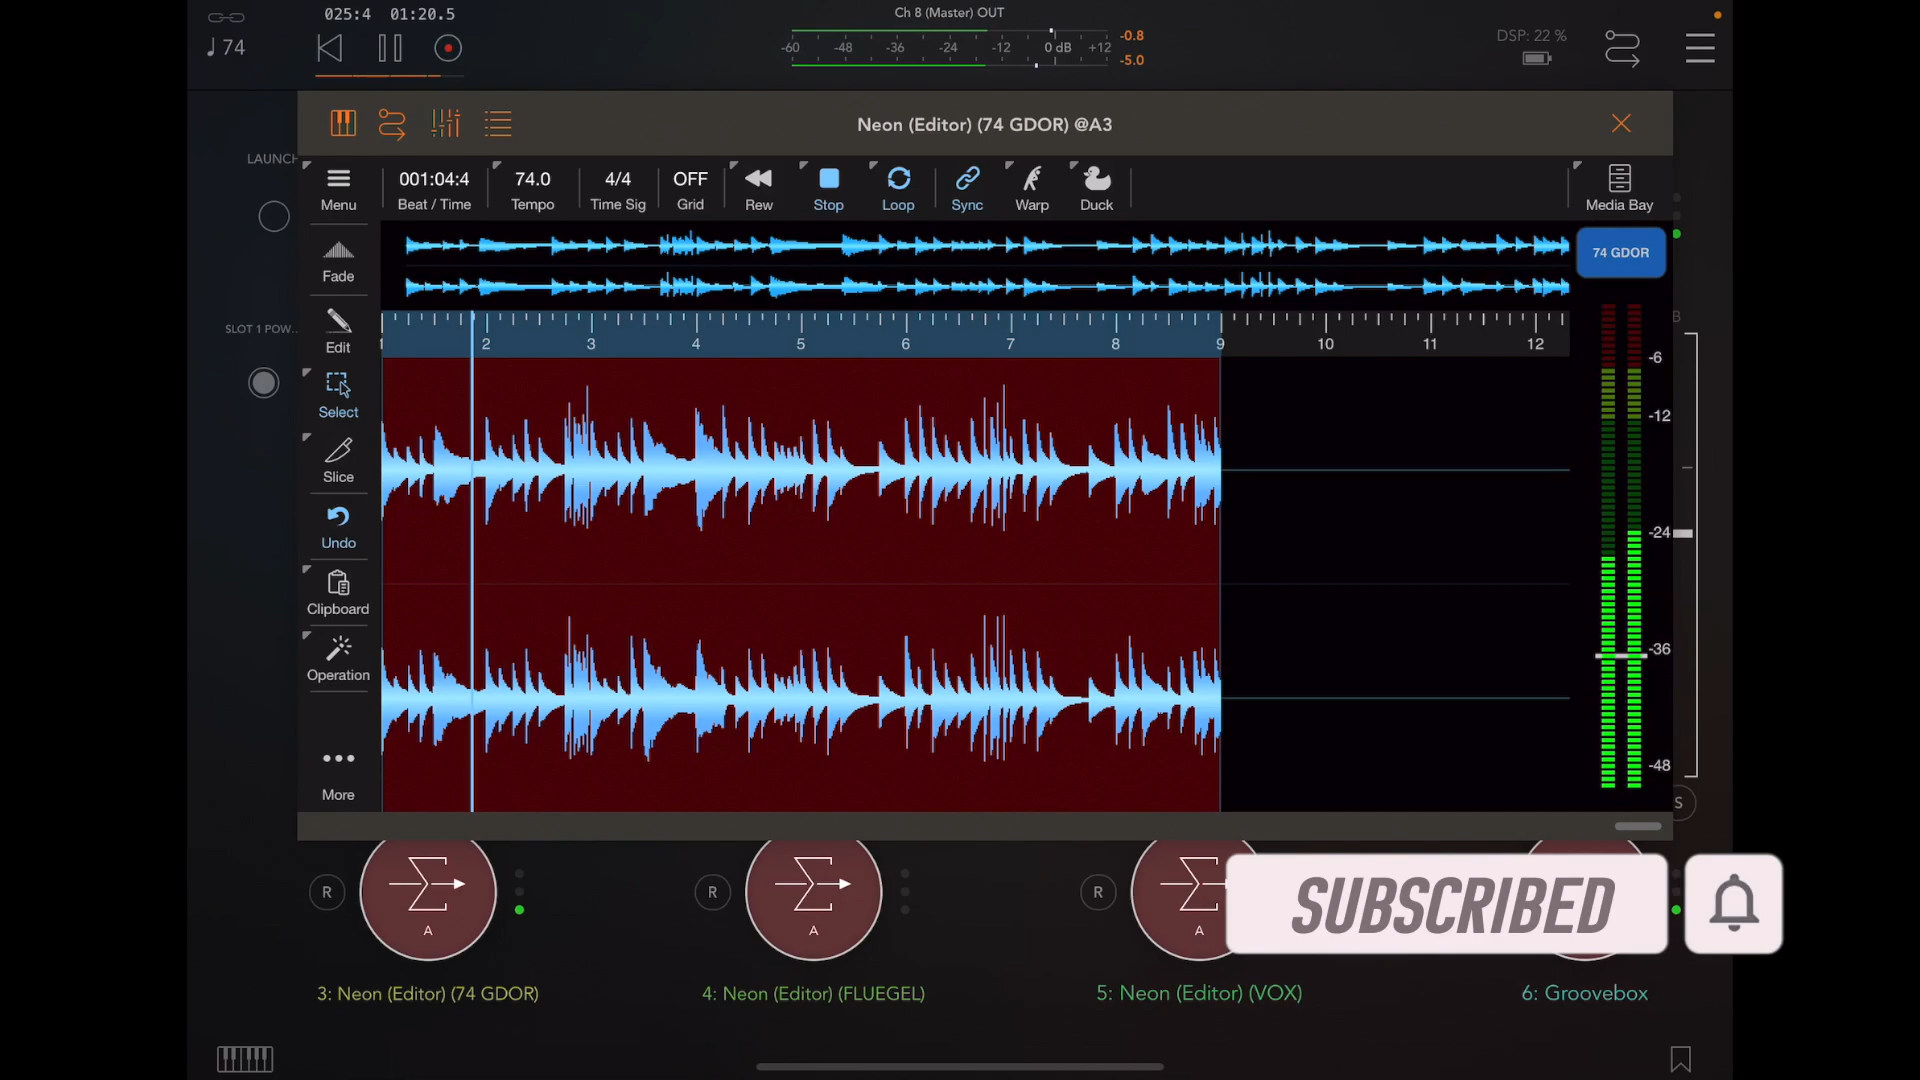 025:4 01:20.5
♩74
Ch 8 (Master) OUT
-60 -48 -36 -24 -12 0 dB +12
-0.8
-5.0
DSP: 22 %
Neon (Editor) (74 GDOR) @A3
LAUNCH
SLOT 1 POW...
Menu
001:04:4
Beat / Time
74.0
Tempo
4/4
Time Sig
OFF
Grid
Rew
Stop
Loop
Sync
Warp
Duck
Media Bay
74 GDOR
Fade
Edit
Select
Slice
Undo
Clipboard
Operation
More
1 2 3 4 5 6 7 8 9 10 11 12
B
-6
-12
-24
-36
-48
S
R
A
R
A
R
A
SUBSCRIBED
3: Neon (Editor) (74 GDOR)
4: Neon (Editor) (FLUEGEL)
5: Neon (Editor) (VOX)
6: Groovebox